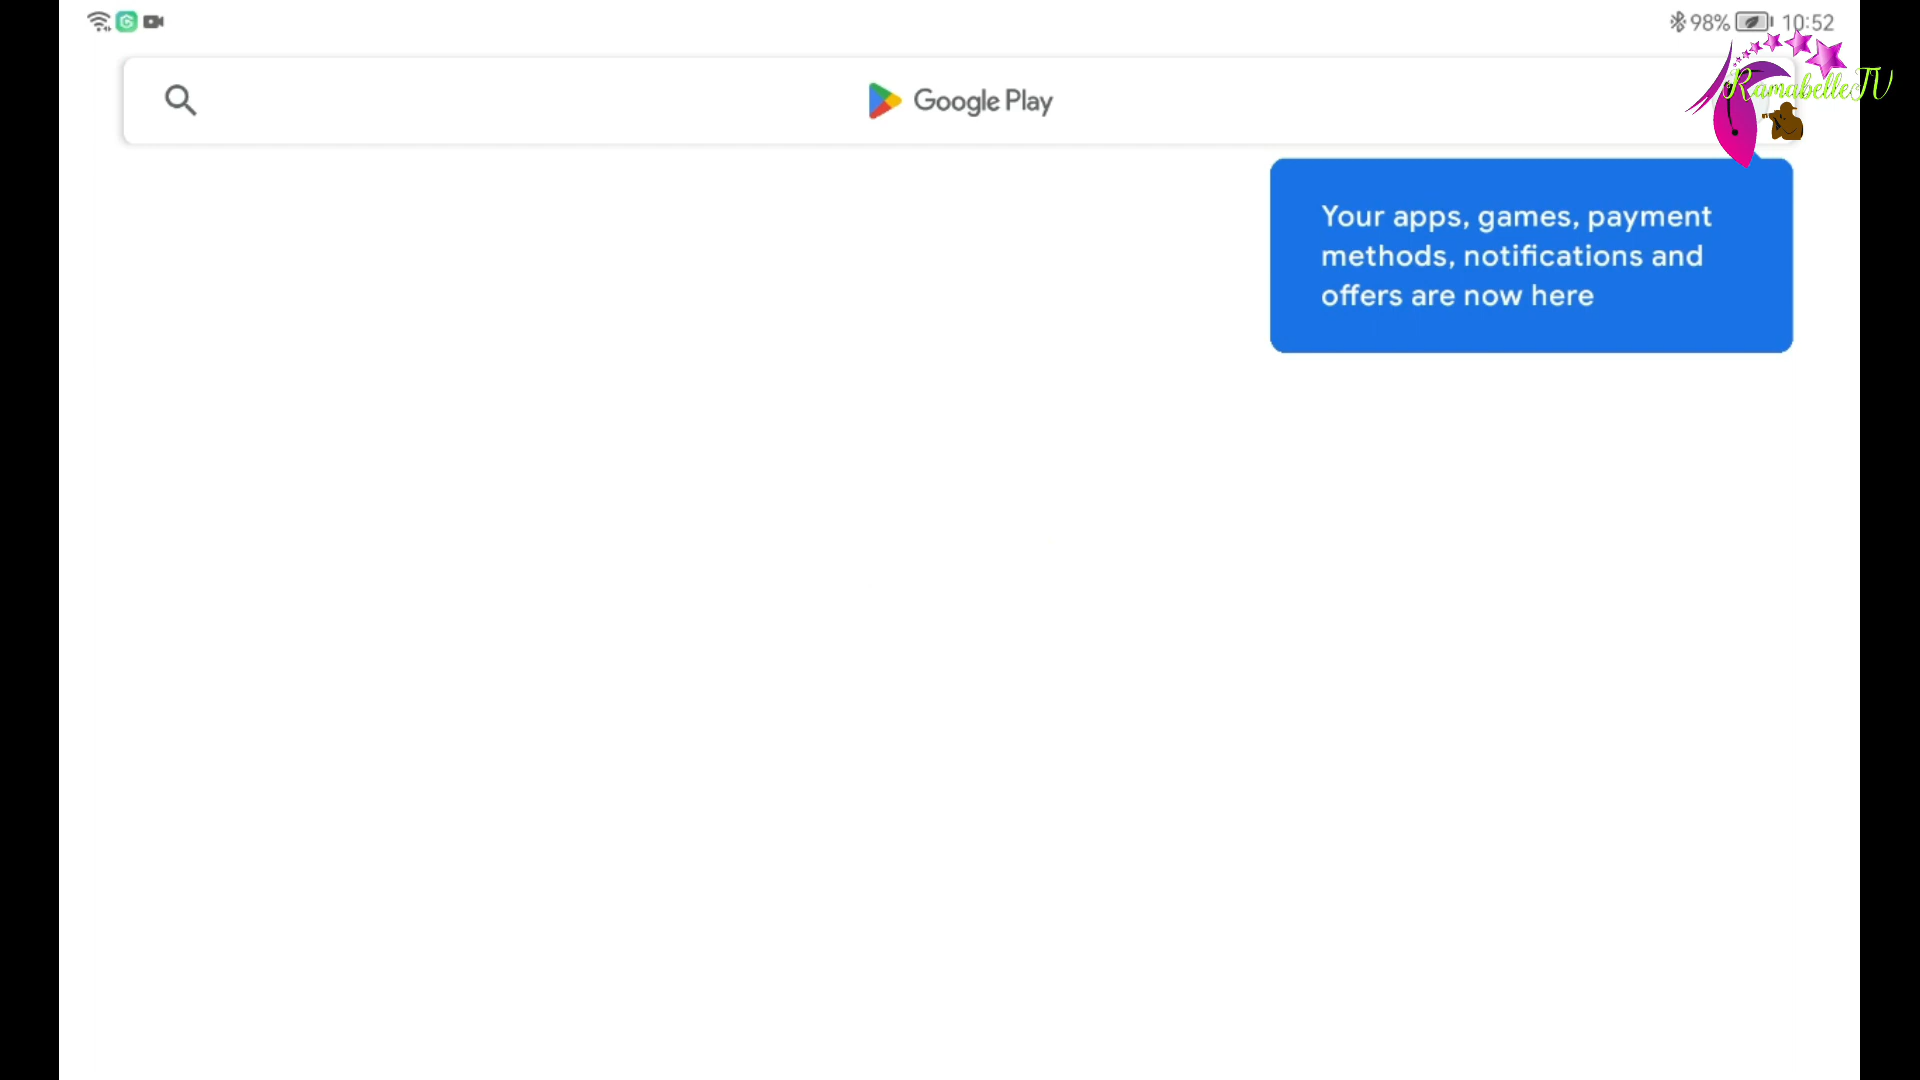 98% 10:52
RamabelleTV
Google Play
Your apps, games, payment
methods, notifications and
offers are now here